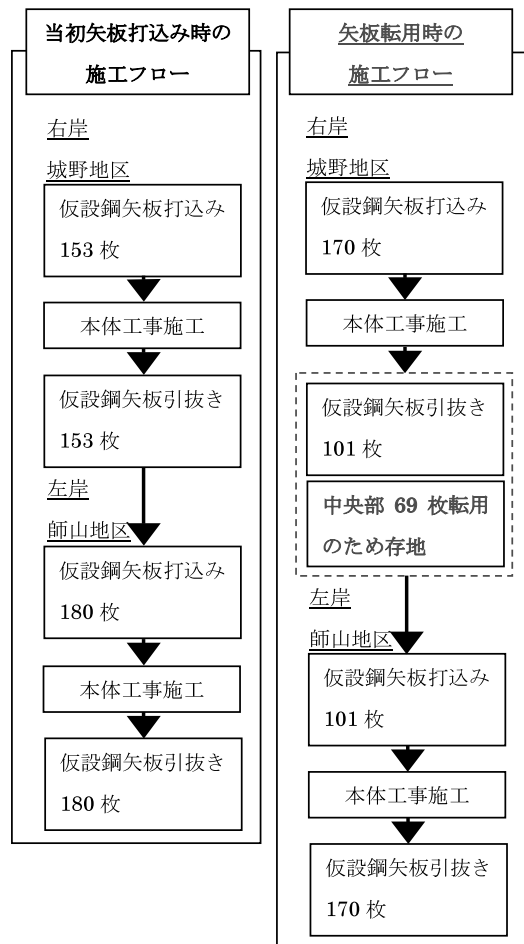 当初矢板打込み時の
施工フロー
右岸
城野地区
仮設鋼矢板打込み
153 枚
本体工事施工
仮設鋼矢板引抜き
153 枚
左岸
師山地区
仮設鋼矢板打込み
180 枚
本体工事施工
仮設鋼矢板引抜き
180 枚
矢板転用時の
施工フロー
右岸
城野地区
仮設鋼矢板打込み
170 枚
本体工事施工
仮設鋼矢板引抜き
101 枚
中央部 69 枚転用
のため存地
左岸
師山地区
仮設鋼矢板打込み
101 枚
本体工事施工
仮設鋼矢板引抜き
170 枚